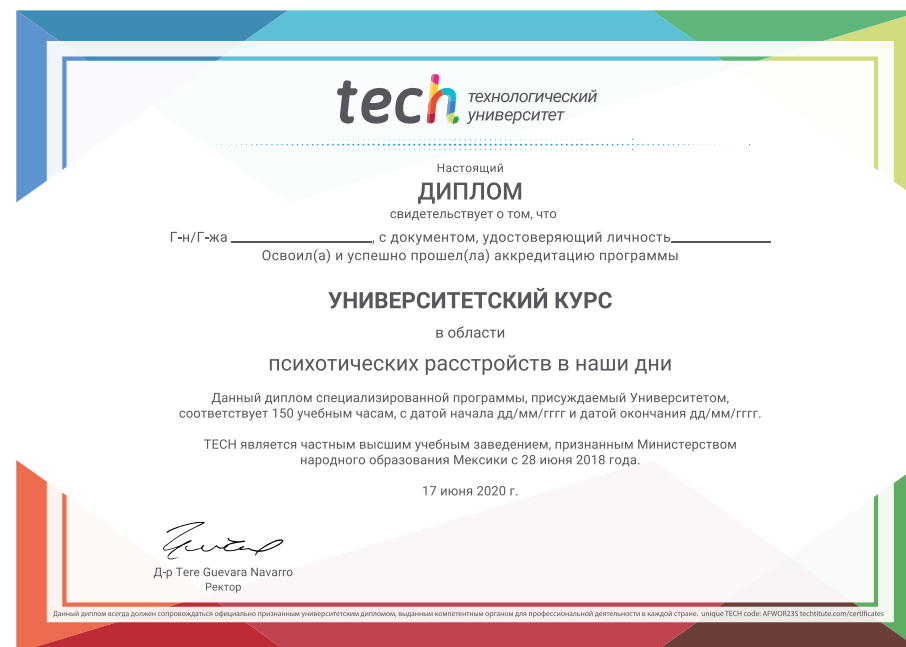 tech технологический
университет
Настоящий
ДИПЛОМ
свидетельствует о том, что
Г-н/Г-жа ____________________, с документом, удостоверяющий личность______________
Освоил(а) и успешно прошел(ла) аккредитацию программы
УНИВЕРСИТЕТСКИЙ КУРС
в области
психотических расстройств в наши дни
Данный диплом специализированной программы, присуждаемый Университетом,
соответствует 150 учебным часам, с датой начала дд/мм/гггг и датой окончания дд/мм/гггг.
TECH является частным высшим учебным заведением, признанным Министерством
народного образования Мексики с 28 июня 2018 года.
17 июня 2020 г.
Д-р Tere Guevara Navarro
Ректор
Данный диплом всегда должен сопровождаться официально признанным университетским дипломом, выданным компетентным органом для профессиональной деятельности в каждой стране. unique TECH code: AFWOR23S techtitute.com/certificates